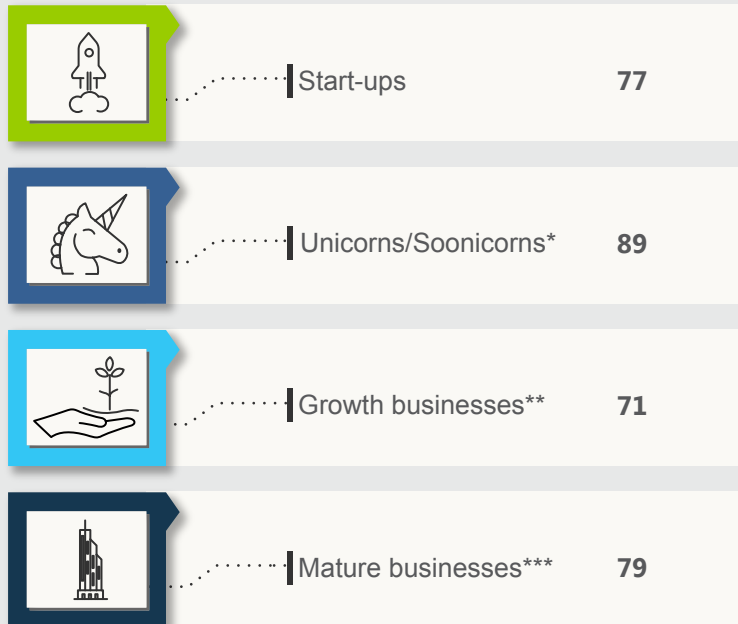 Start-ups 77
Unicorns/Soonicorns* 89
Growth businesses** 71
Mature businesses*** 79